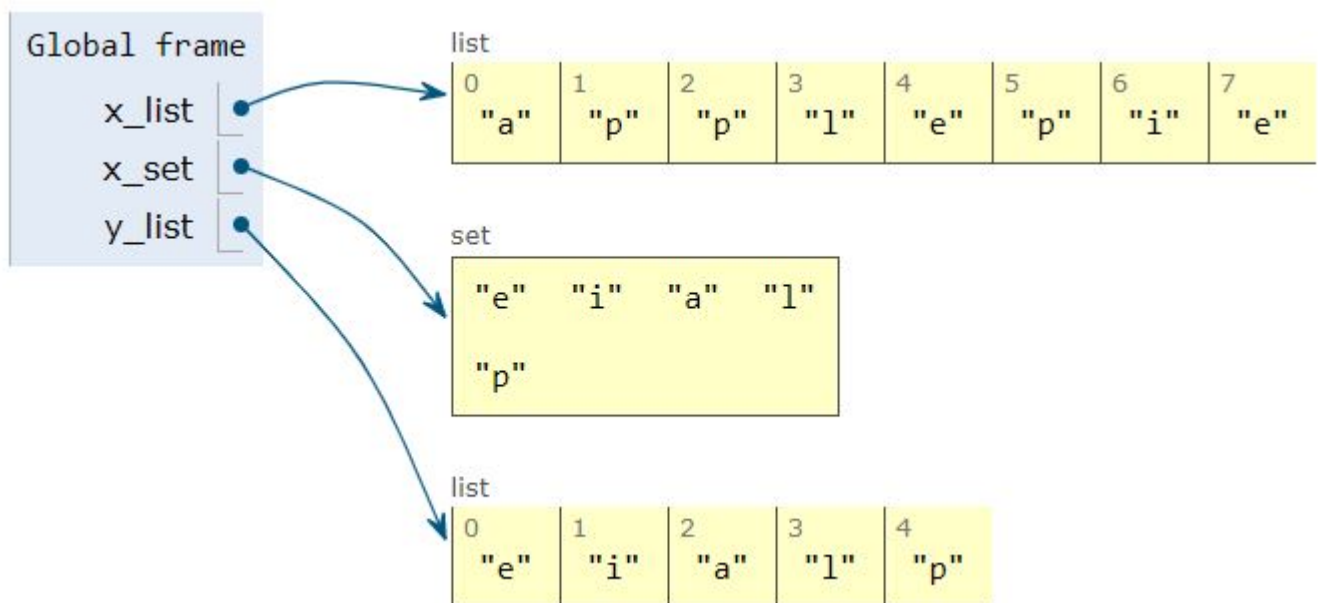 Global frame
x_list
x_set
y_list
list
0 1 2 3 4 5 6 7
"a" "p" "p" "l" "e" "p" "i" "e"
set
"e" "i" "a" "l"
"p"
list
0 1 2 3 4
"e" "i" "a" "l" "p"